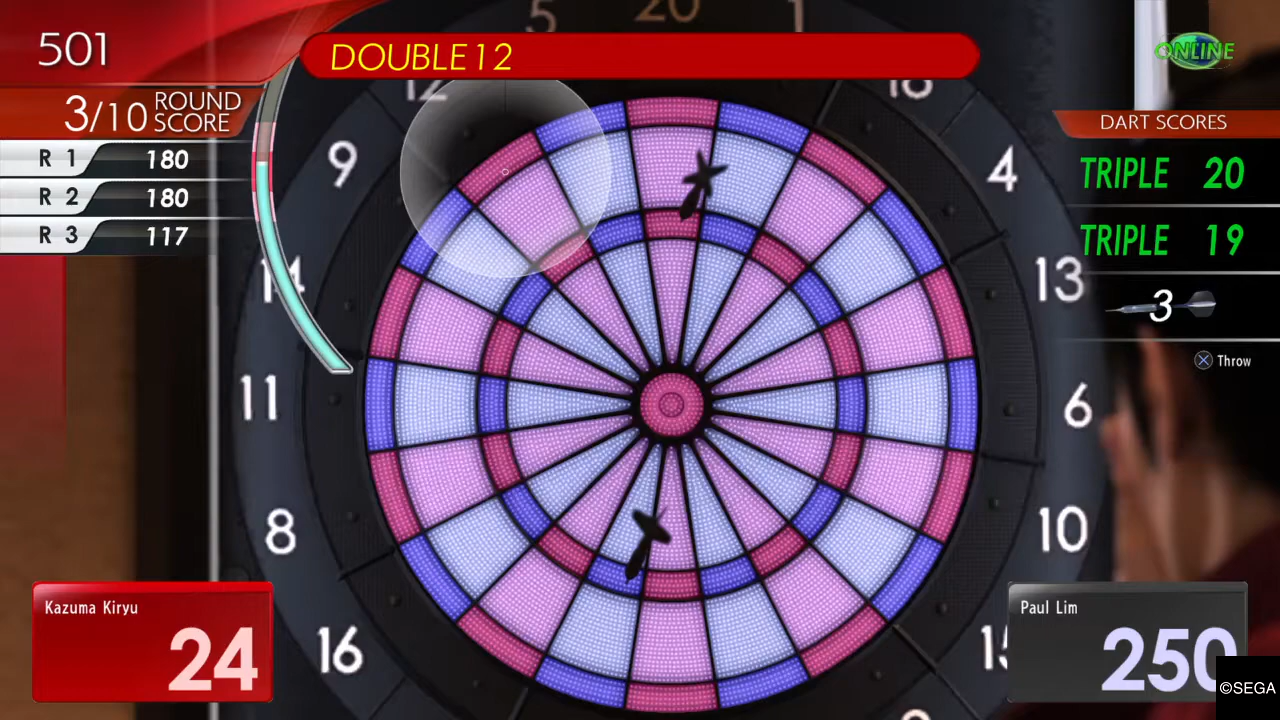 501
DOUBLE 12
ONLINE
3/10 ROUND SCORE
R 1 180
R 2 180
R 3 117
DART SCORES
TRIPLE 20
TRIPLE 19
3
Throw
5 20 1
12 18
9 4
14 13
11 6
8 10
16 15
Kazuma Kiryu
24
Paul Lim
250
©SEGA